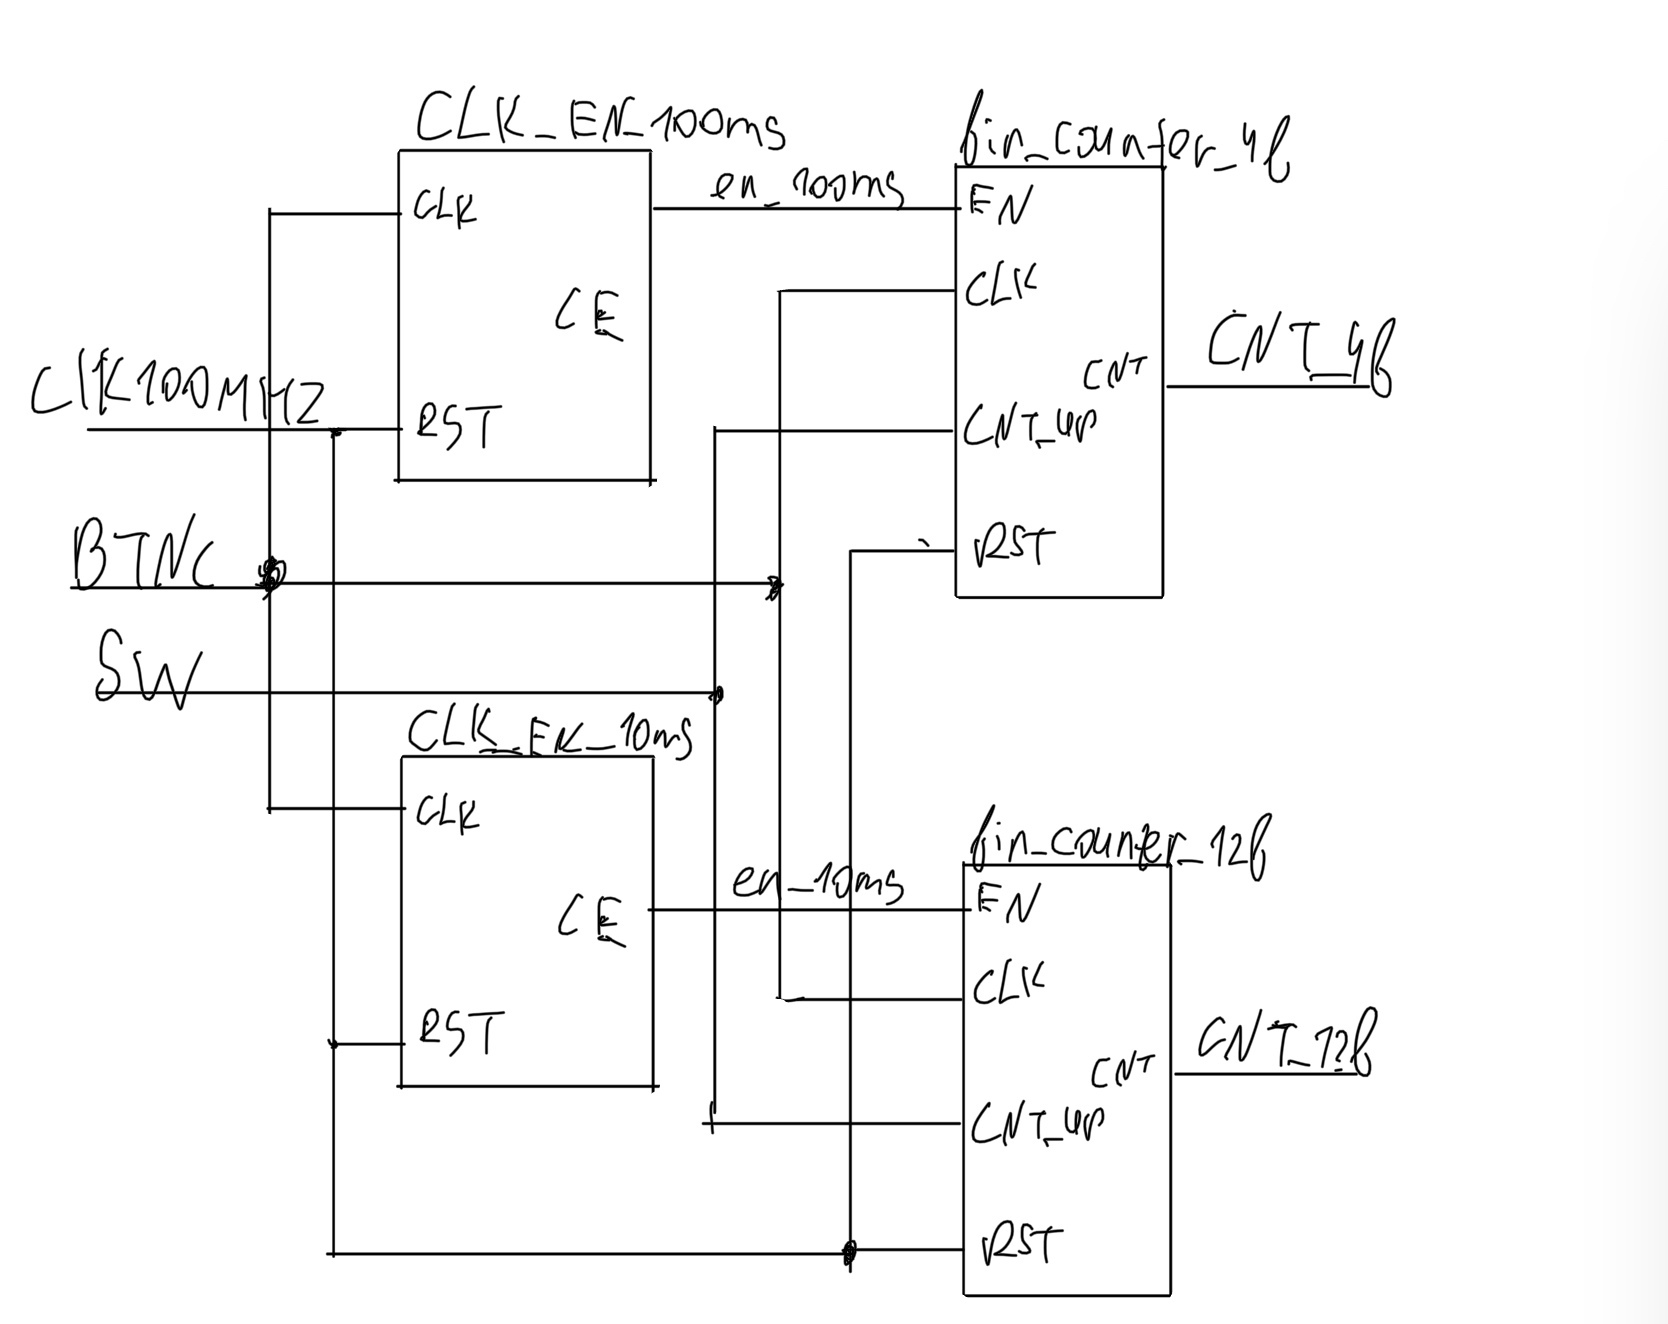 CLK_EN_100ms
bin_counter_4b
CLK
en_100ms
EN
CLK
CE
CNT_4b
CNT
ClK100MHZ
RST
CNT_up
BTNC
RST
SW
CLK_EN_10ms
CLK
bin_counter_12b
en_10ms
EN
CE
CLK
RST
CNT_12b
CNT
CNT_up
RST